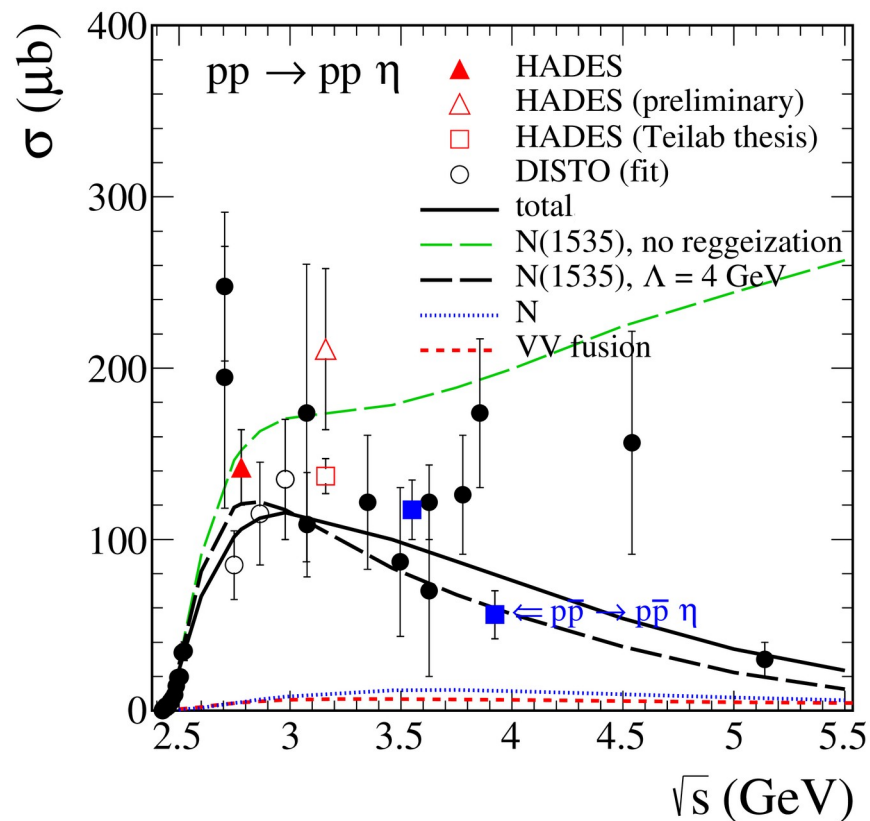 400
300
200
100
0
σ (μb)
pp → pp η
HADES
HADES (preliminary)
HADES (Teilab thesis)
DISTO (fit)
total
N(1535), no reggeization
N(1535), Λ = 4 GeV
N
VV fusion
⇐ pp̅ → pp̅ η
2.5 3 3.5 4 4.5 5 5.5
√s (GeV)